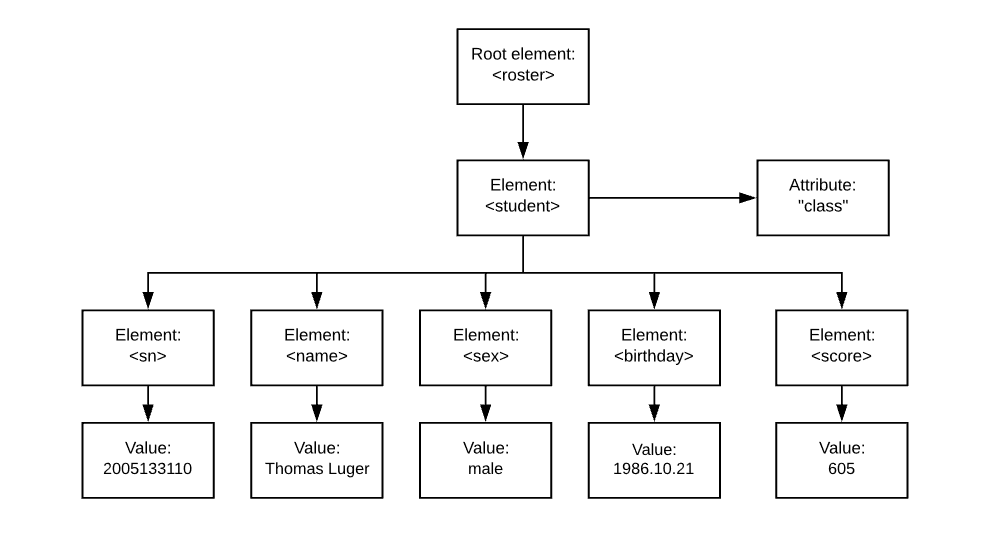 Root element:
<roster>
Element:
<student>
Attribute:
"class"
Element:
<sn>
Element:
<name>
Element:
<sex>
Element:
<birthday>
Element:
<score>
Value:
2005133110
Value:
Thomas Luger
Value:
male
Value:
1986.10.21
Value:
605